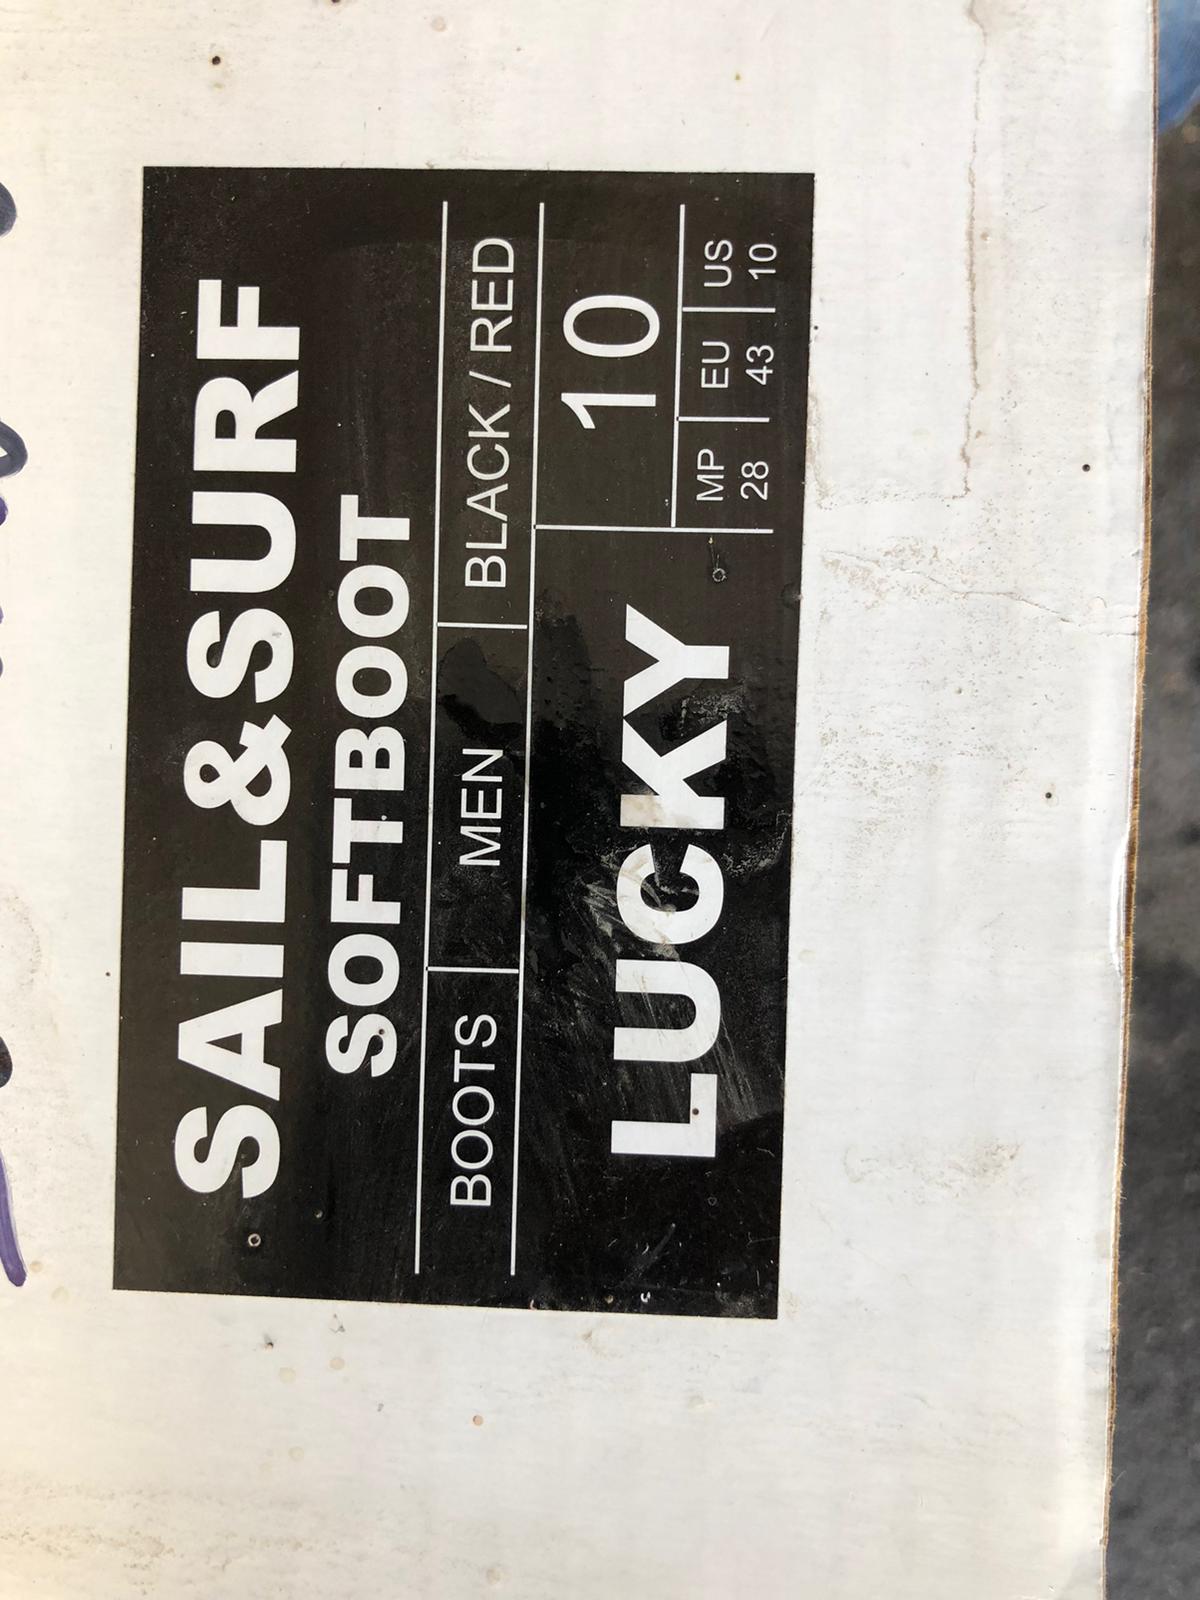 SAIL&SURF
SOFTBOOT
BOOTS MEN BLACK / RED
LUCKY 10
MP EU US
28 43 10